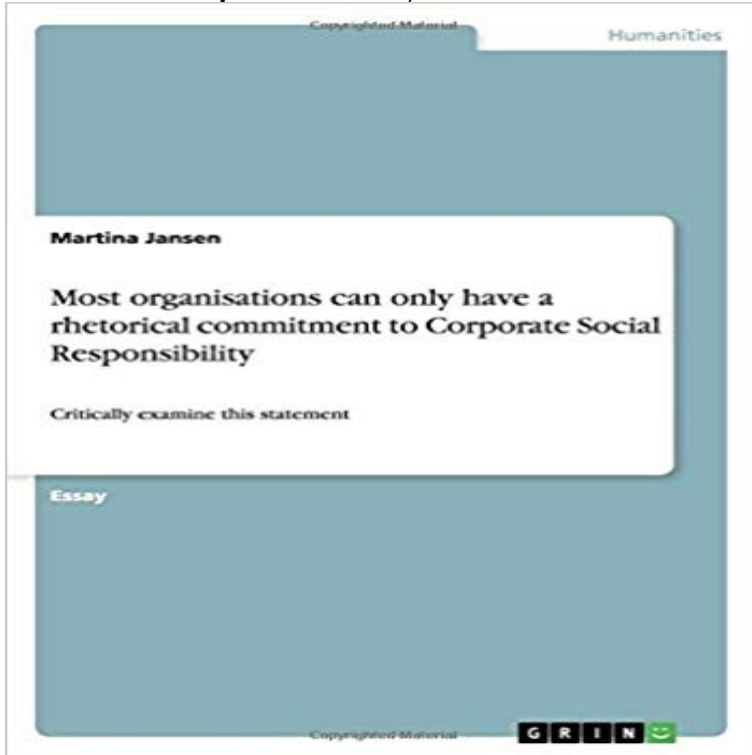 Copyrighted Material
Humanities
Martina Jansen
Most organisations can only have a
rhetorical commitment to Corporate Social
Responsibility
Critically examine this statement
Essay
Copyrighted Material
GRIN